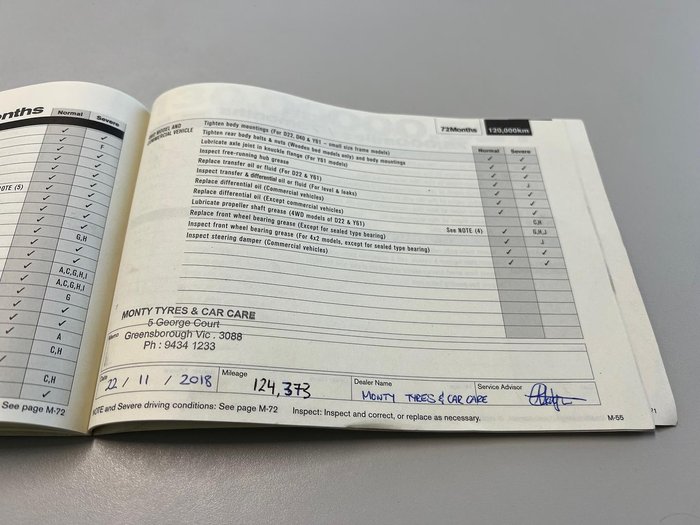 onths
Normal
Severe
F
NOTE (5)
G,H
A,C,G,H,I
A,C,G,H,I
G
A
C,H
C,H
See page M-72
72Months 120,000km
MODEL AND
COMMERCIAL VEHICLE
Normal Severe
Tighten body mountings (For D22, D40 & Y61 - small size frame models)
Tighten rear body bolts & nuts (Wooden bed models only) and body mountings
Lubricate axle joint in knuckle flange (For Y61 models)
Inspect free-running hub grease
Replace transfer oil or fluid (For D22 & Y61)
Inspect transfer & differential oil or fluid (For level & leaks)
Replace differential oil (Commercial vehicles)
Replace differential oil (Except commercial vehicles)
Lubricate propeller shaft grease (4WD models of D22 & Y61)
Replace front wheel bearing grease (Except for sealed type bearing) See NOTE (4)
Inspect front wheel bearing grease (For 4x2 models, except for sealed type bearing)
Inspect steering damper (Commercial vehicles)
J
G,H
G,H,J
J
MONTY TYRES & CAR CARE
5 George Court
Greensborough Vic . 3088
Ph : 9434 1233
Memo
Date 22 / 11 / 2018
Mileage 124,373
Dealer Name MONTY TYRES & CAR CARE
Service Advisor
NOTE and Severe driving conditions: See page M-72 Inspect: Inspect and correct, or replace as necessary.
M-55
71